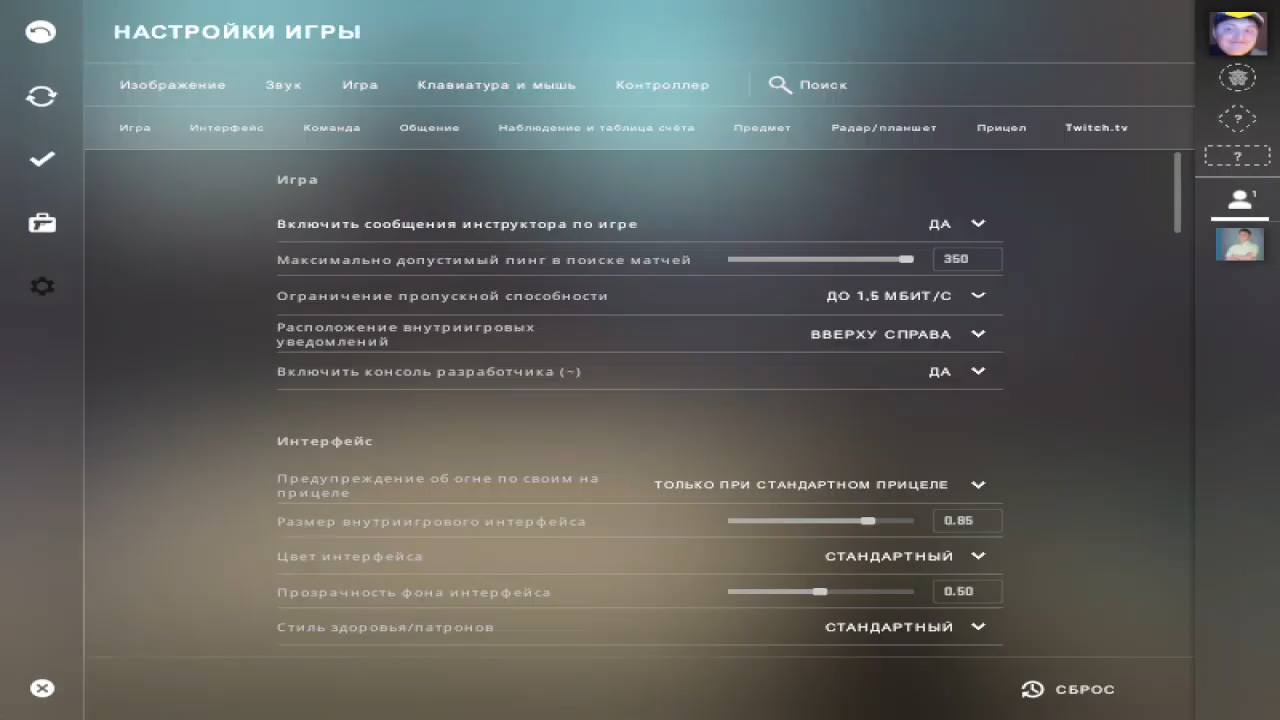 НАСТРОЙКИ ИГРЫ
Изображение Звук Игра Клавиатура и мышь Контроллер Поиск
Игра Интерфейс Команда Общение Наблюдение и таблица счёта Предмет Радар/планшет Прицел Twitch.tv
Игра
Включить сообщения инструктора по игре ДА
Максимально допустимый пинг в поиске матчей 350
Ограничение пропускной способности ДО 1,5 МБИТ/С
Расположение внутриигровых
уведомлений ВВЕРХУ СПРАВА
Включить консоль разработчика (~) ДА
Интерфейс
Предупреждение об огне по своим на
прицеле ТОЛЬКО ПРИ СТАНДАРТНОМ ПРИЦЕЛЕ
Размер внутриигрового интерфейса 0.85
Цвет интерфейса СТАНДАРТНЫЙ
Прозрачность фона интерфейса 0.50
Стиль здоровья/патронов СТАНДАРТНЫЙ
СБРОС
?
?
1